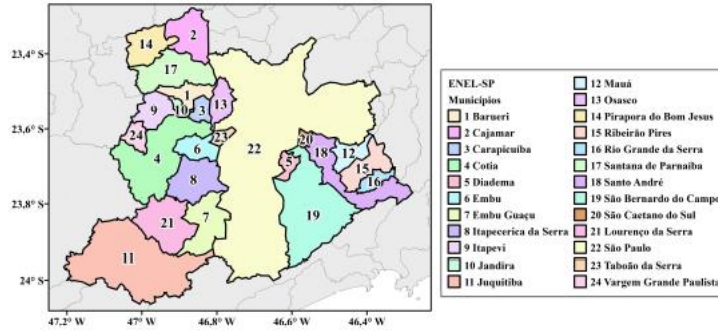 23,4° S
23,6° S
23,8° S
24° S
47,2° W
47° W
46,8° W
46,6° W
46,4° W
14
2
17
1
9
10
3
13
24
23
4
6
22
20
18
12
5
15
16
8
19
21
7
11
ENEL-SP
Municípios
1 Barueri
2 Cajamar
3 Carapicuíba
4 Cotia
5 Diadema
6 Embu
7 Embu Guaçu
8 Itapecerica da Serra
9 Itapevi
10 Jandira
11 Juquitiba
12 Mauá
13 Osasco
14 Pirapora do Bom Jesus
15 Ribeirão Pires
16 Rio Grande da Serra
17 Santana de Parnaíba
18 Santo André
19 São Bernardo do Campo
20 São Caetano do Sul
21 Lourenço da Serra
22 São Paulo
23 Taboão da Serra
24 Vargem Grande Paulista